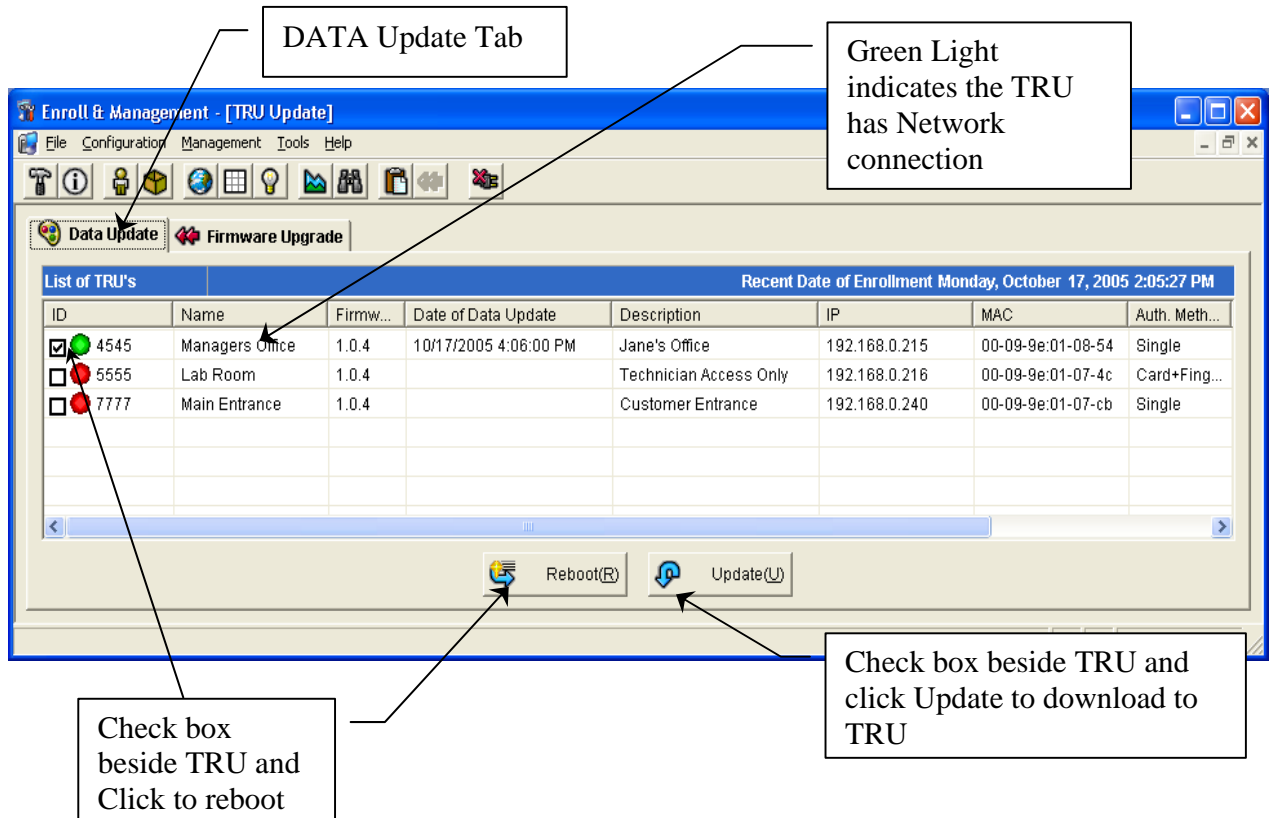 DATA Update Tab
Green Light
indicates the TRU
has Network
connection
Enroll & Management - [TRU Update]
File Configuration Management Tools Help
Data Update Firmware Upgrade
List of TRU's Recent Date of Enrollment Monday, October 17, 2005 2:05:27 PM
ID Name Firmw... Date of Data Update Description IP MAC Auth. Meth...
4545 Managers Office 1.0.4 10/17/2005 4:06:00 PM Jane's Office 192.168.0.215 00-09-9e:01-08-54 Single
5555 Lab Room 1.0.4 Technician Access Only 192.168.0.216 00-09-9e:01-07-4c Card+Fing...
7777 Main Entrance 1.0.4 Customer Entrance 192.168.0.240 00-09-9e:01-07-cb Single
Reboot(R) Update(U)
Check box beside TRU and
click Update to download to
TRU
Check box
beside TRU and
Click to reboot